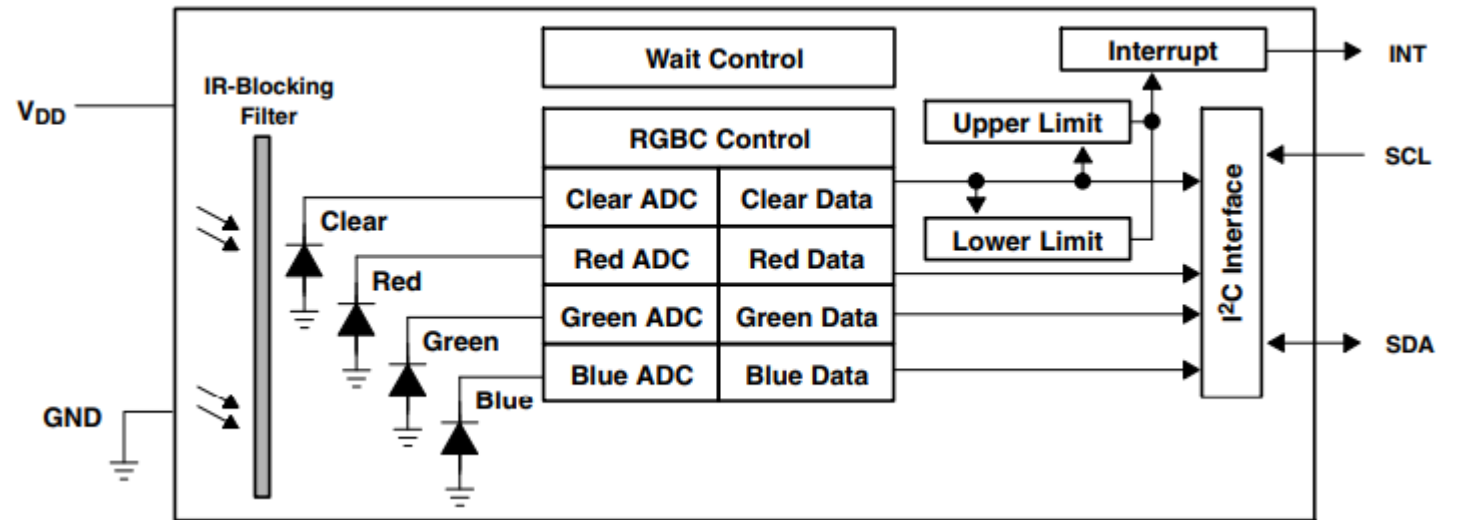 Wait Control
Interrupt
INT
IR-Blocking
Filter
V_DD
RGBC Control
Upper Limit
SCL
Clear ADC
Clear Data
Clear
Lower Limit
Red ADC
Red Data
Red
I²C Interface
Green ADC
Green Data
Green
SDA
Blue ADC
Blue Data
Blue
GND